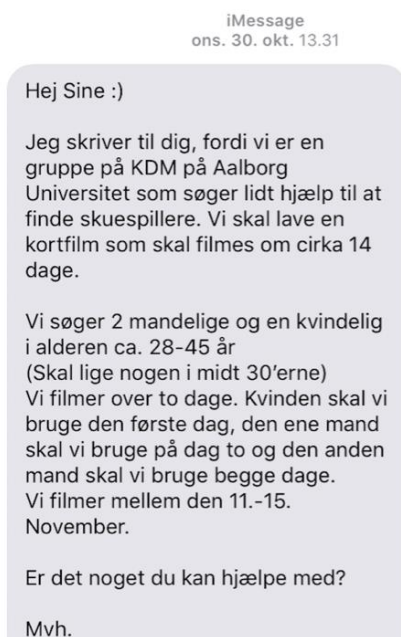 iMessage
ons. 30. okt. 13.31
Hej Sine :)
Jeg skriver til dig, fordi vi er en
gruppe på KDM på Aalborg
Universitet som søger lidt hjælp til at
finde skuespillere. Vi skal lave en
kortfilm som skal filmes om cirka 14
dage.
Vi søger 2 mandelige og en kvindelig
i alderen ca. 28-45 år
(Skal lige nogen i midt 30'erne)
Vi filmer over to dage. Kvinden skal vi
bruge den første dag, den ene mand
skal vi bruge på dag to og den anden
mand skal vi bruge begge dage.
Vi filmer mellem den 11.-15.
November.
Er det noget du kan hjælpe med?
Mvh.